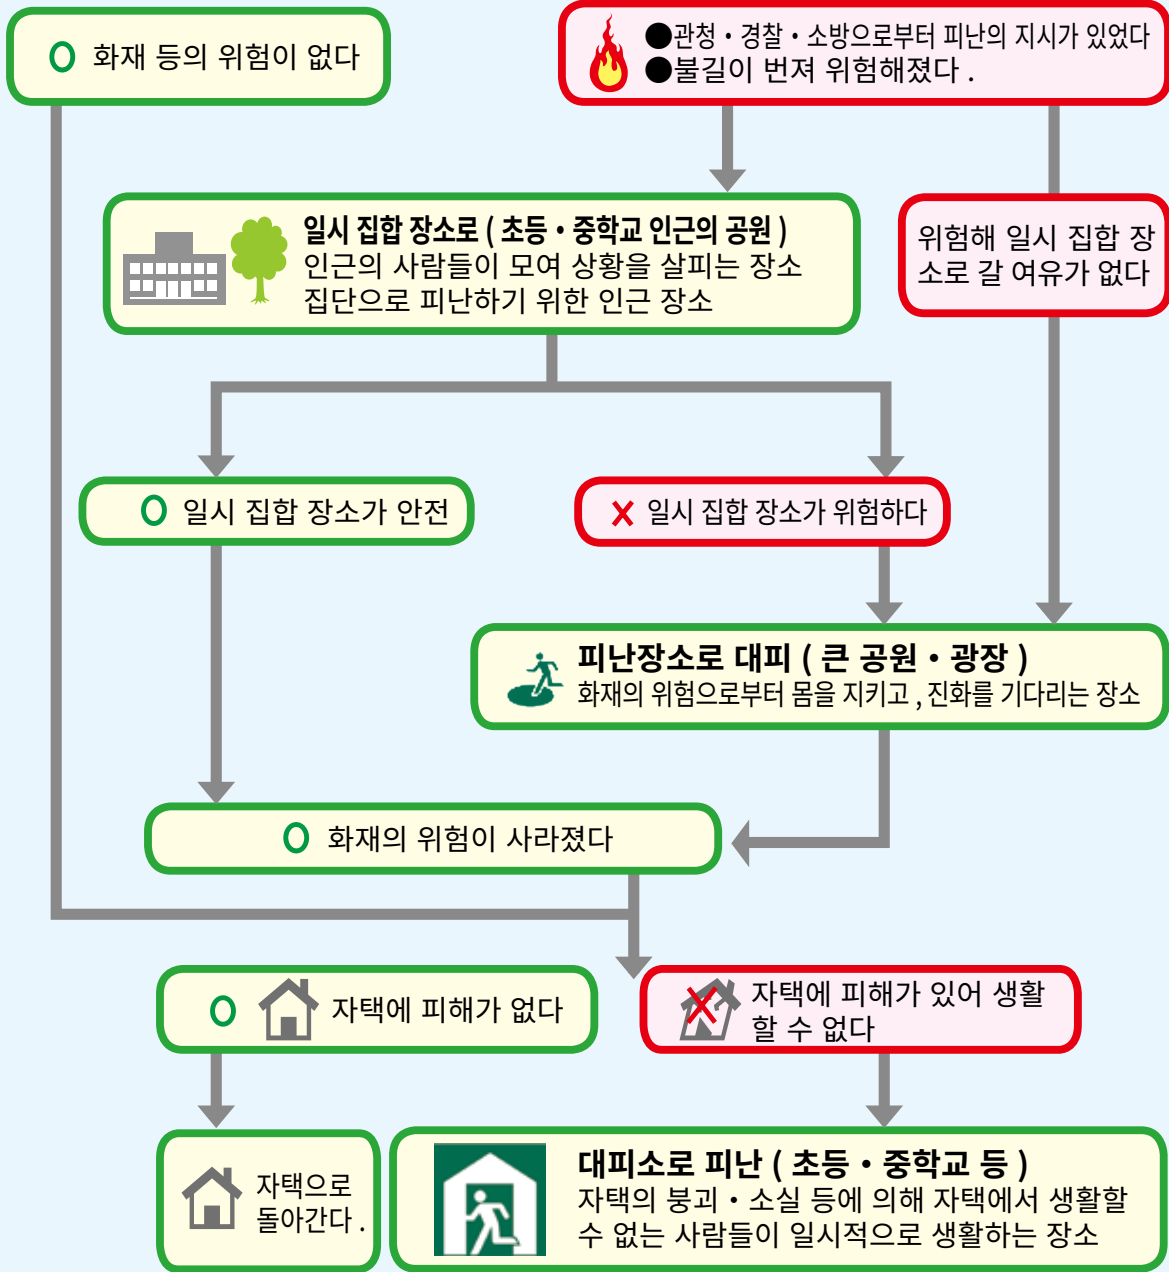 화재 등의 위험이 없다
●관청・경찰・소방으로부터 피난의 지시가 있었다
●불길이 번져 위험해졌다 .
일시 집합 장소로 ( 초등・중학교 인근의 공원 )
인근의 사람들이 모여 상황을 살피는 장소
집단으로 피난하기 위한 인근 장소
위험해 일시 집합 장
소로 갈 여유가 없다
일시 집합 장소가 안전
일시 집합 장소가 위험하다
피난장소로 대피 ( 큰 공원・광장 )
화재의 위험으로부터 몸을 지키고 , 진화를 기다리는 장소
화재의 위험이 사라졌다
자택에 피해가 없다
자택에 피해가 있어 생활
할 수 없다
자택으로
돌아간다 .
대피소로 피난 ( 초등・중학교 등 )
자택의 붕괴・소실 등에 의해 자택에서 생활할
수 없는 사람들이 일시적으로 생활하는 장소